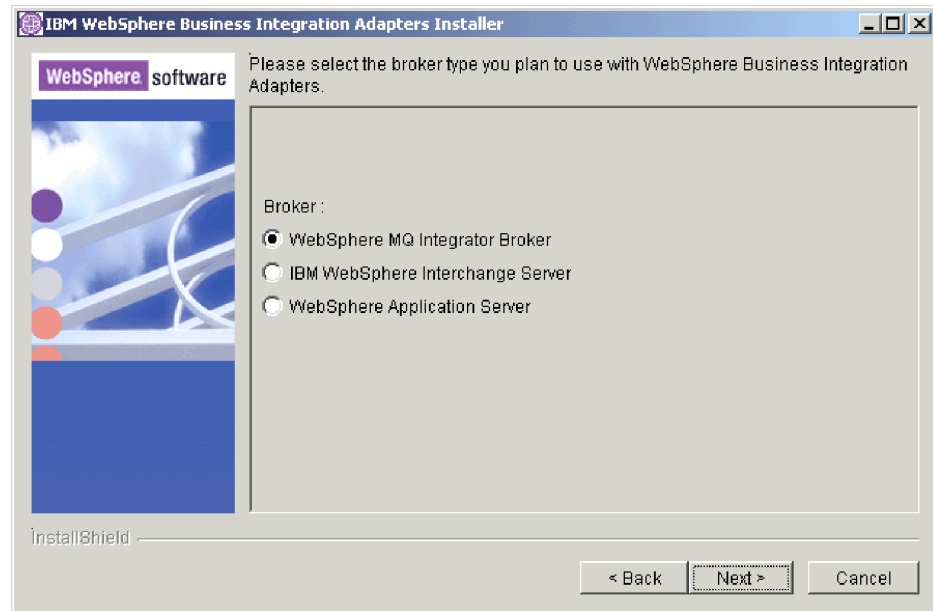 IBM WebSphere Business Integration Adapters Installer
WebSphere. software
Please select the broker type you plan to use with WebSphere Business Integration
Adapters.
Broker :
WebSphere MQ Integrator Broker
IBM WebSphere Interchange Server
WebSphere Application Server
InstallShield
< Back
Next >
Cancel